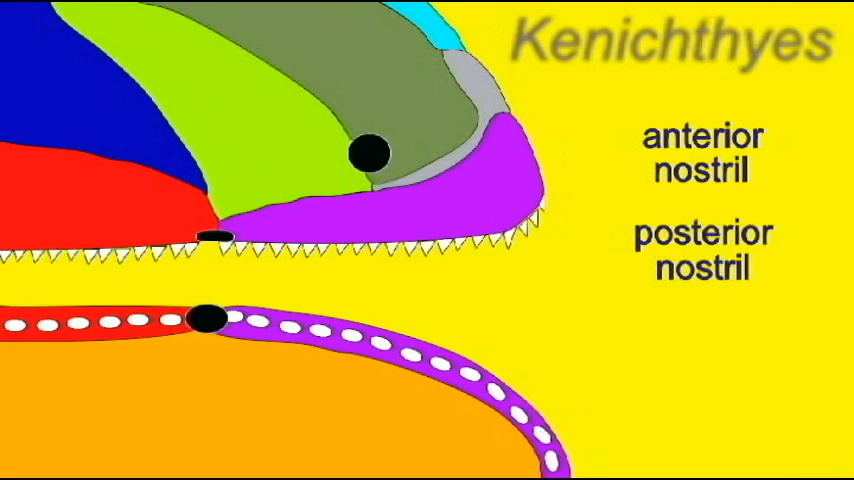 Kenichthyes
anterior
nostril
posterior
nostril